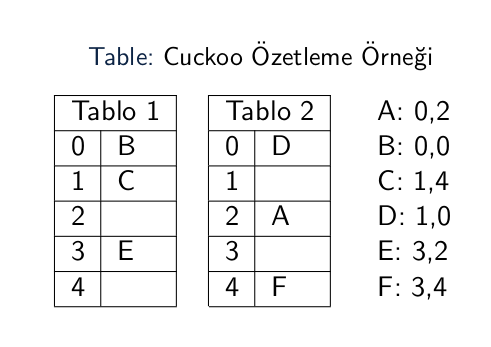 Table: Cuckoo Özetleme Örneği
Tablo 1 Tablo 2 A: 0,2
0 B 0 D B: 0,0
1 C 1 C: 1,4
2 2 A D: 1,0
3 E 3 E: 3,2
4 4 F F: 3,4